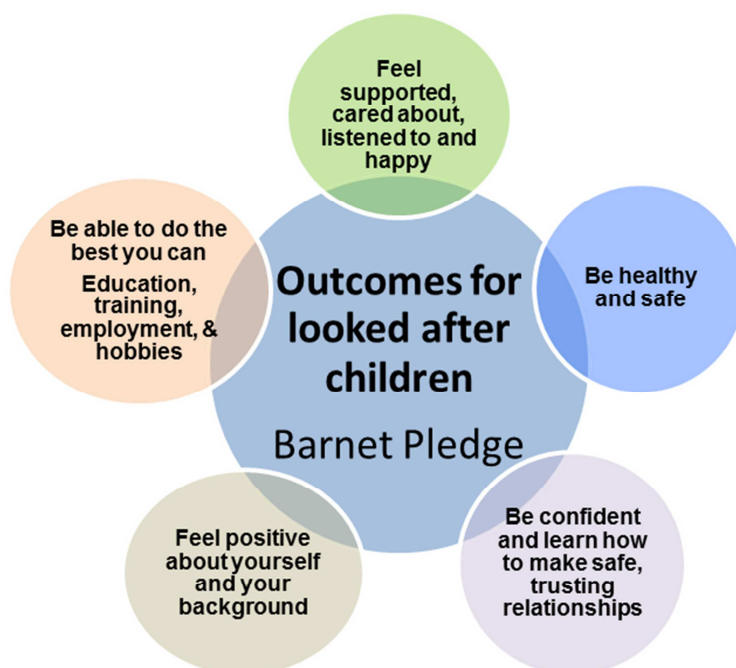 Feel
supported,
cared about,
listened to and
happy
Be able to do the
best you can
Education,
training,
employment, &
hobbies
Outcomes for
looked after
children
Barnet Pledge
Be healthy
and safe
Feel positive
about yourself
and your
background
Be confident
and learn how
to make safe,
trusting
relationships